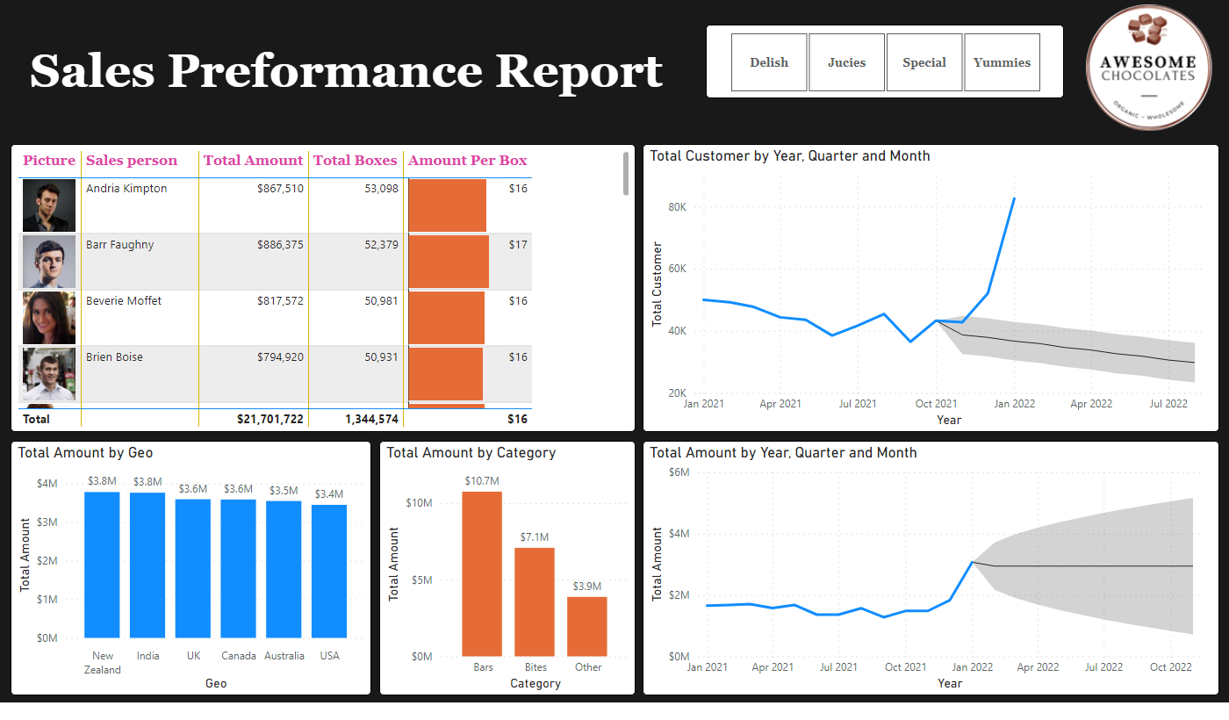 Sales Preformance Report
Delish
Jucies
Special
Yummies
AWESOME
CHOCOLATES
ORGANIC - WHOLESOME
Picture Sales person Total Amount Total Boxes Amount Per Box
Andria Kimpton $867,510 53,098 $16
Barr Faughny $886,375 52,379 $17
Beverie Moffet $817,572 50,981 $16
Brien Boise $794,920 50,931 $16
Total $21,701,722 1,344,574 $16
Total Customer by Year, Quarter and Month
Total Customer
80K
60K
40K
20K
Jan 2021 Apr 2021 Jul 2021 Oct 2021 Jan 2022 Apr 2022 Jul 2022
Year
Total Amount by Geo
Total Amount
$4M
$3M
$2M
$1M
$0M
$3.8M $3.8M $3.6M $3.6M $3.5M $3.4M
New
Zealand
India UK Canada Australia USA
Geo
Total Amount by Category
Total Amount
$10M
$5M
$0M
$10.7M
$7.1M
$3.9M
Bars Bites Other
Category
Total Amount by Year, Quarter and Month
Total Amount
$6M
$4M
$2M
$0M
Jan 2021 Apr 2021 Jul 2021 Oct 2021 Jan 2022 Apr 2022 Jul 2022 Oct 2022
Year